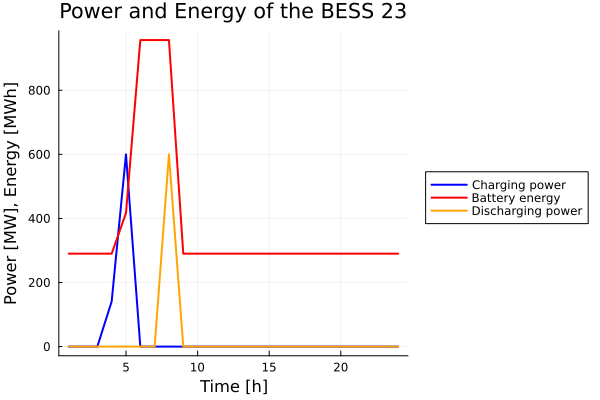 Power and Energy of the BESS 23
Power [MW], Energy [MWh]
800
600
400
200
0
5
10
15
20
Time [h]
Charging power
Battery energy
Discharging power